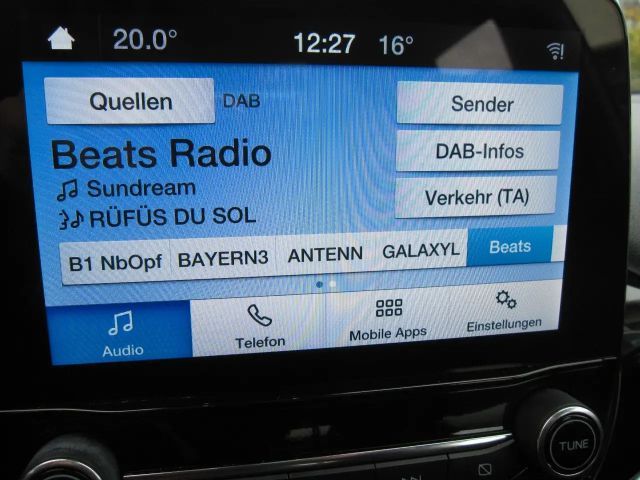 20.0° 12:27 16°
Quellen DAB Sender
Beats Radio DAB-Infos
Sundream Verkehr (TA)
RÜFÜS DU SOL
B1 NbOpf BAYERN3 ANTENN GALAXYL Beats
Audio Telefon Mobile Apps Einstellungen
TUNE